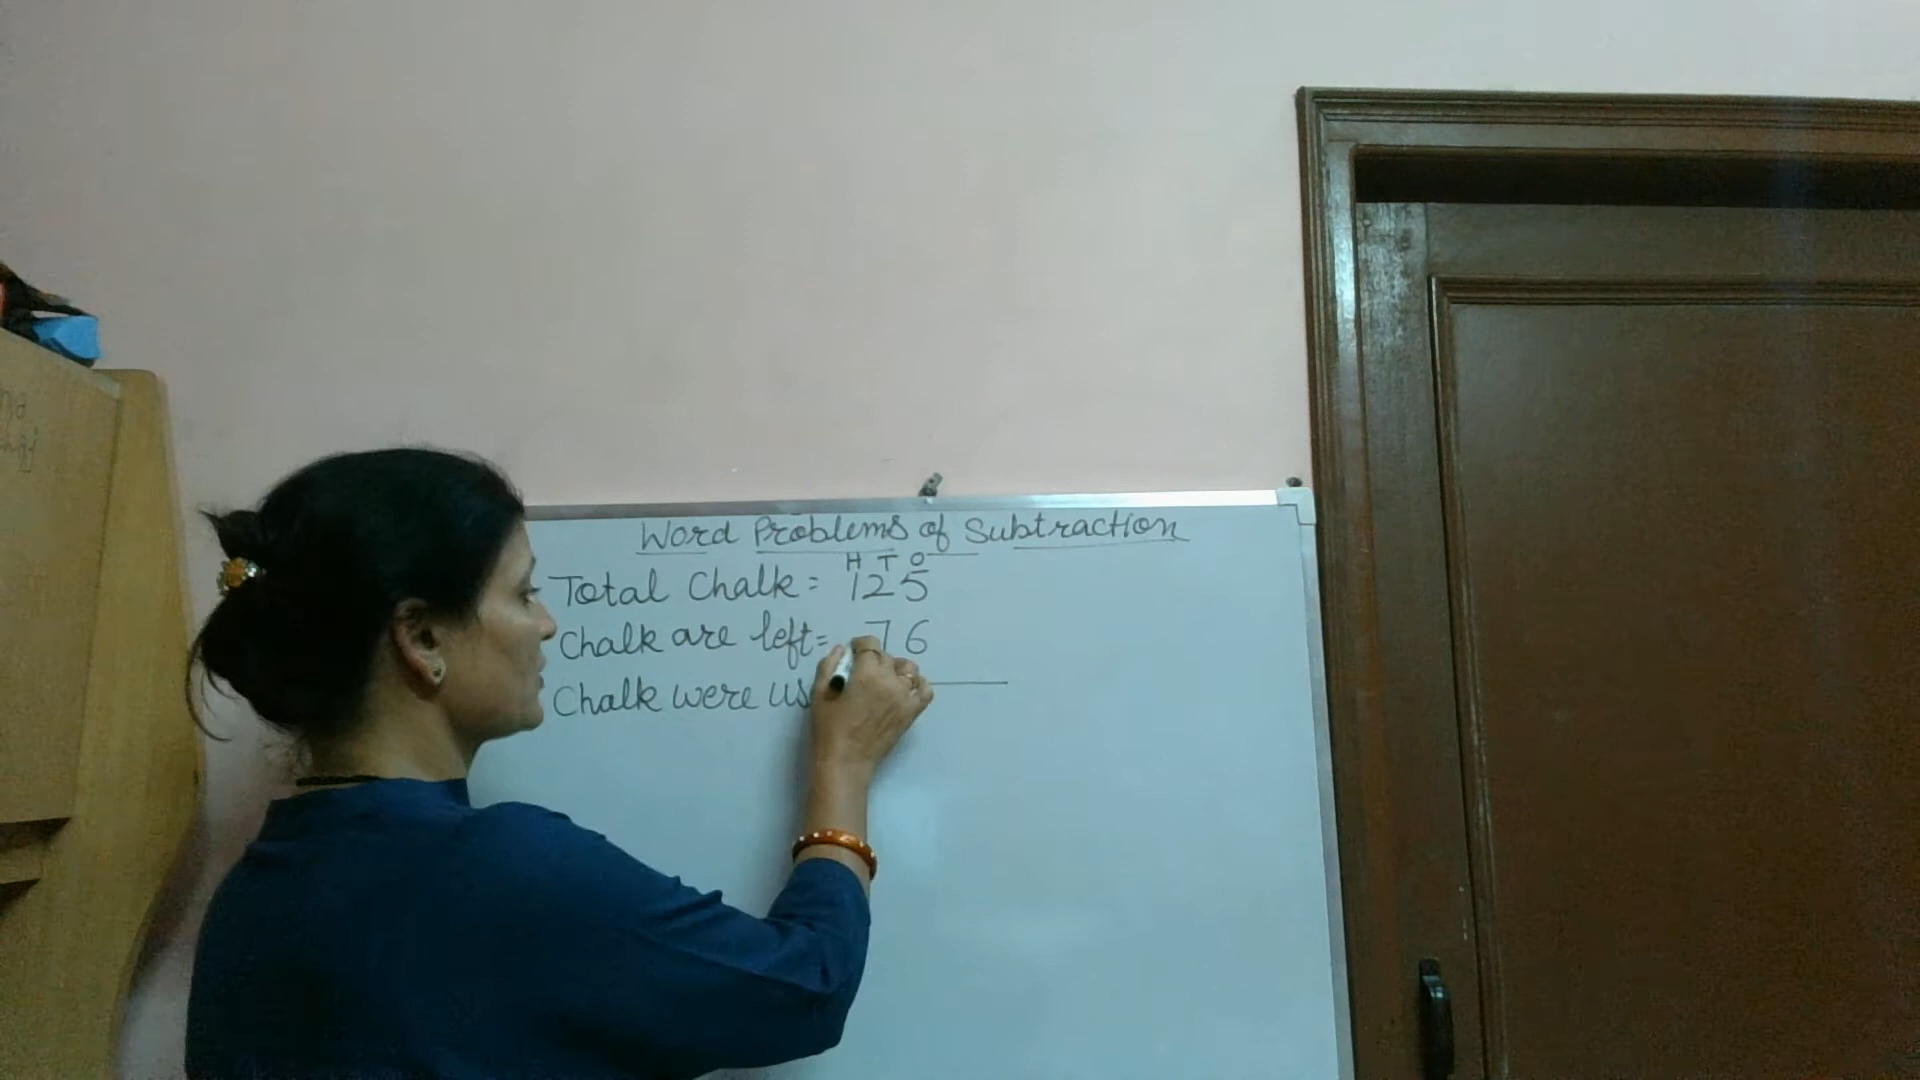 Word Problems of Subtraction
H T O
Total Chalk = 125
Chalk are left = 76
Chalk were